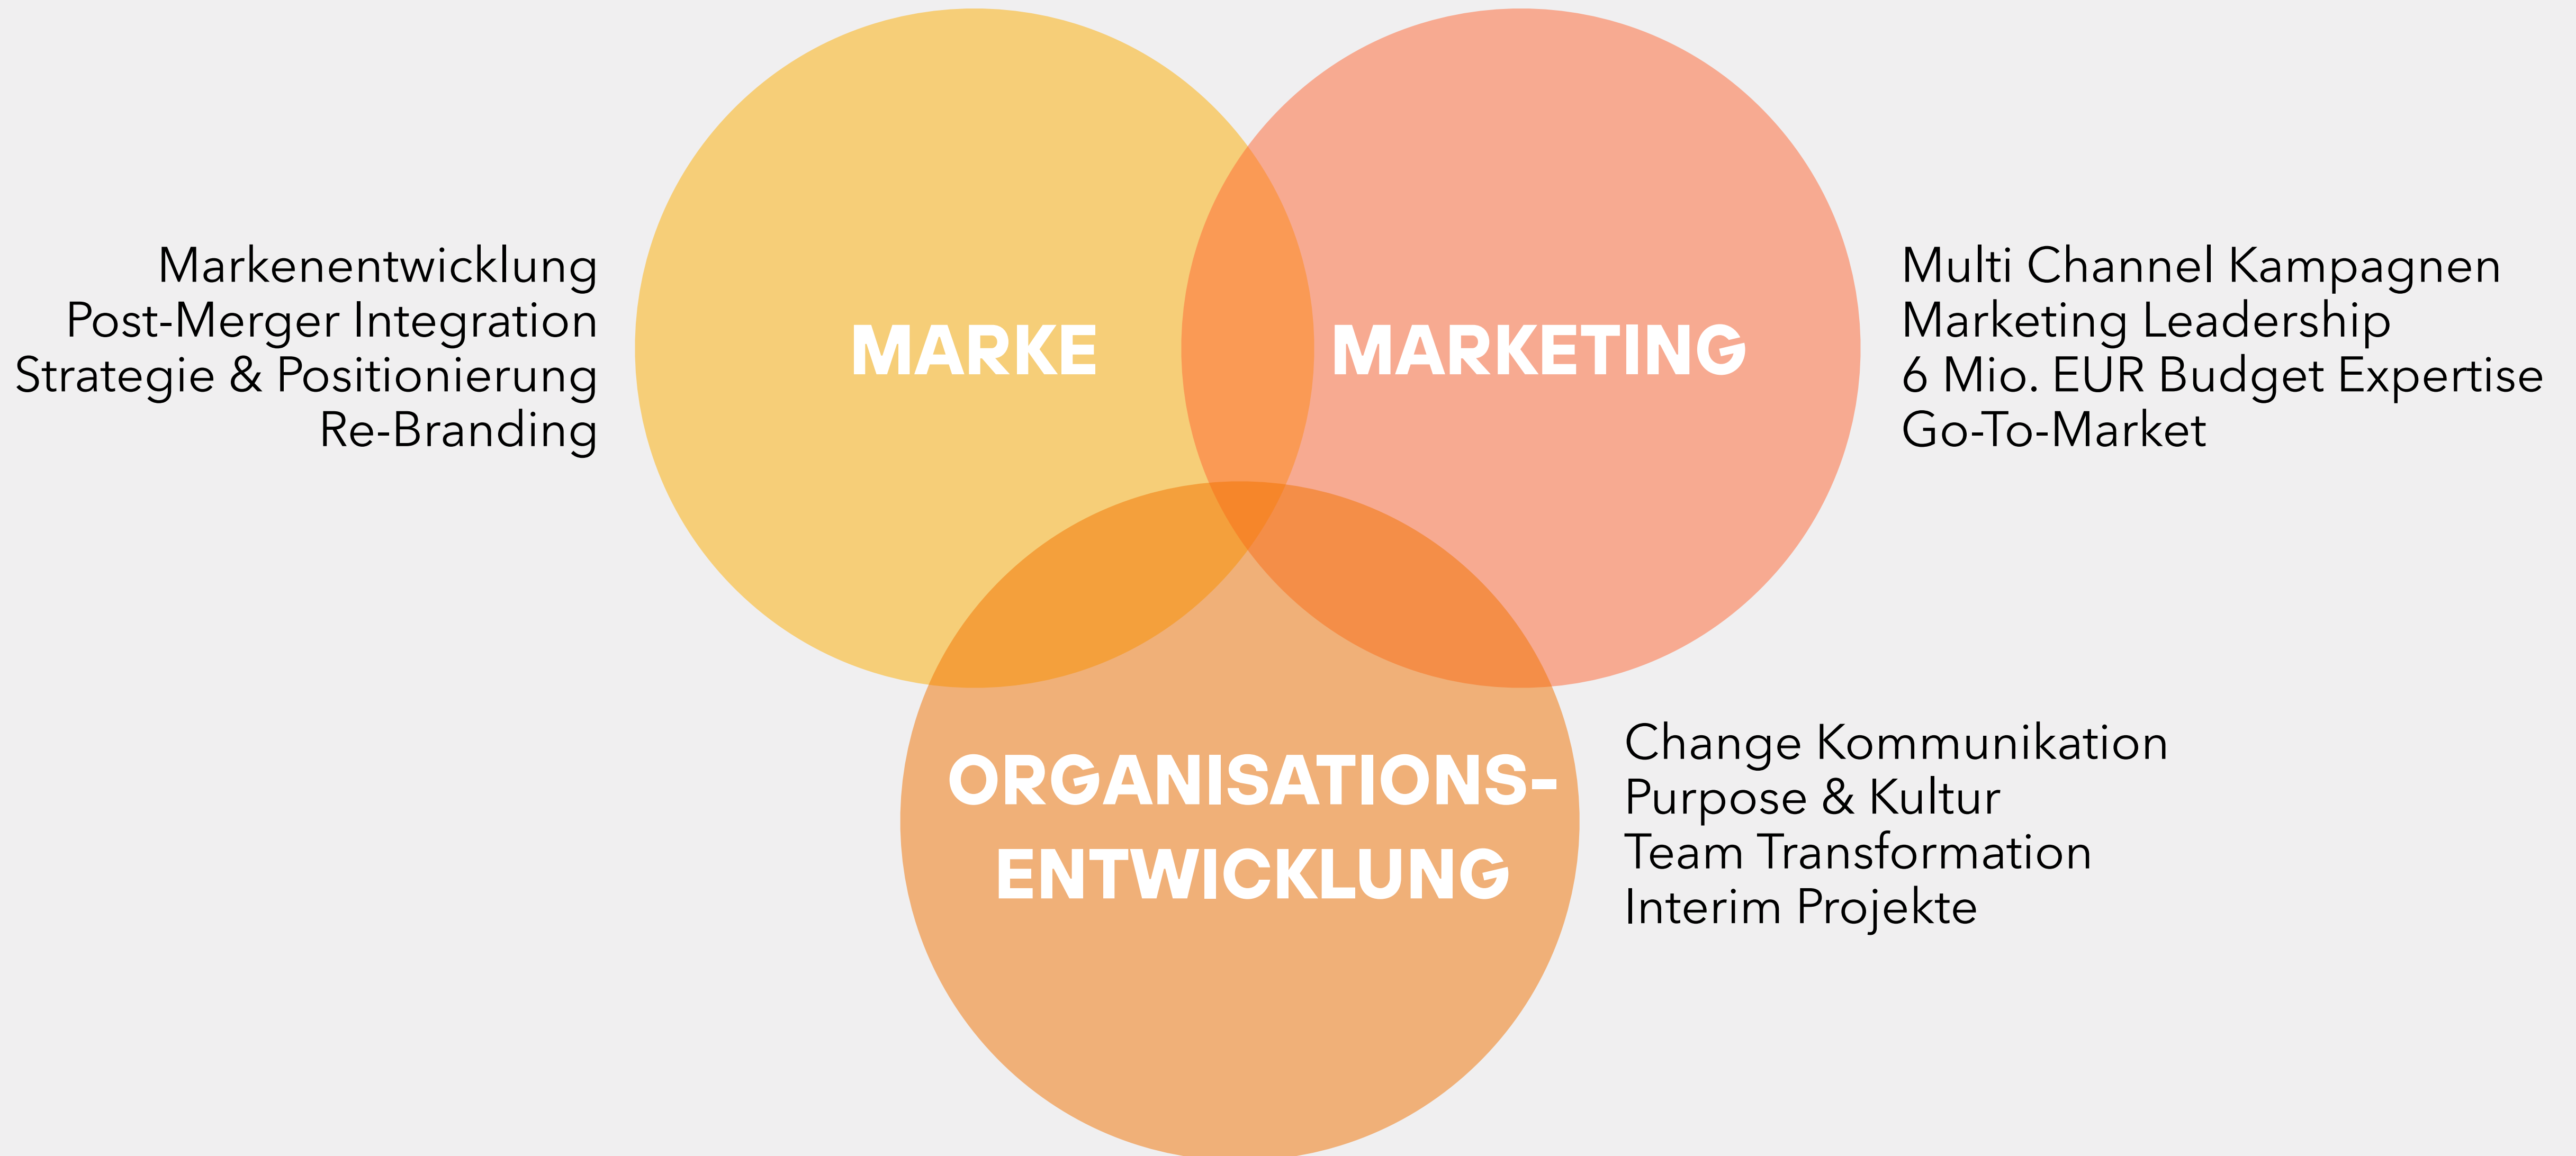 Markenentwicklung
Post-Merger Integration
Strategie & Positionierung
Re-Branding
MARKE
MARKETING
Multi Channel Kampagnen
Marketing Leadership
6 Mio. EUR Budget Expertise
Go-To-Market
ORGANISATIONS-
ENTWICKLUNG
Change Kommunikation
Purpose & Kultur
Team Transformation
Interim Projekte